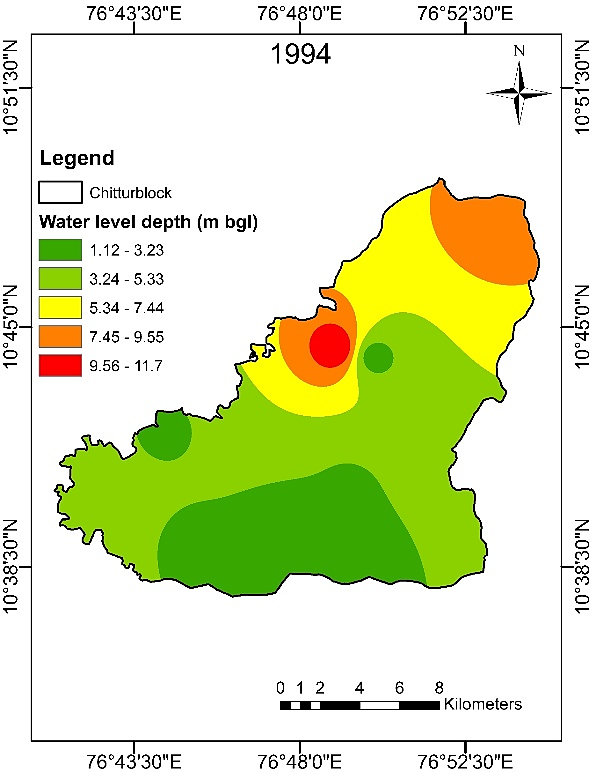 76°43'30"E 76°48'0"E 76°52'30"E
1994
N
10°51'30"N 10°51'30"N
Legend
Chitturblock
Water level depth (m bgl)
1.12 - 3.23
3.24 - 5.33
5.34 - 7.44
7.45 - 9.55
9.56 - 11.7
10°45'0"N 10°45'0"N
10°38'30"N 10°38'30"N
0 1 2 4 6 8
Kilometers
76°43'30"E 76°48'0"E 76°52'30"E